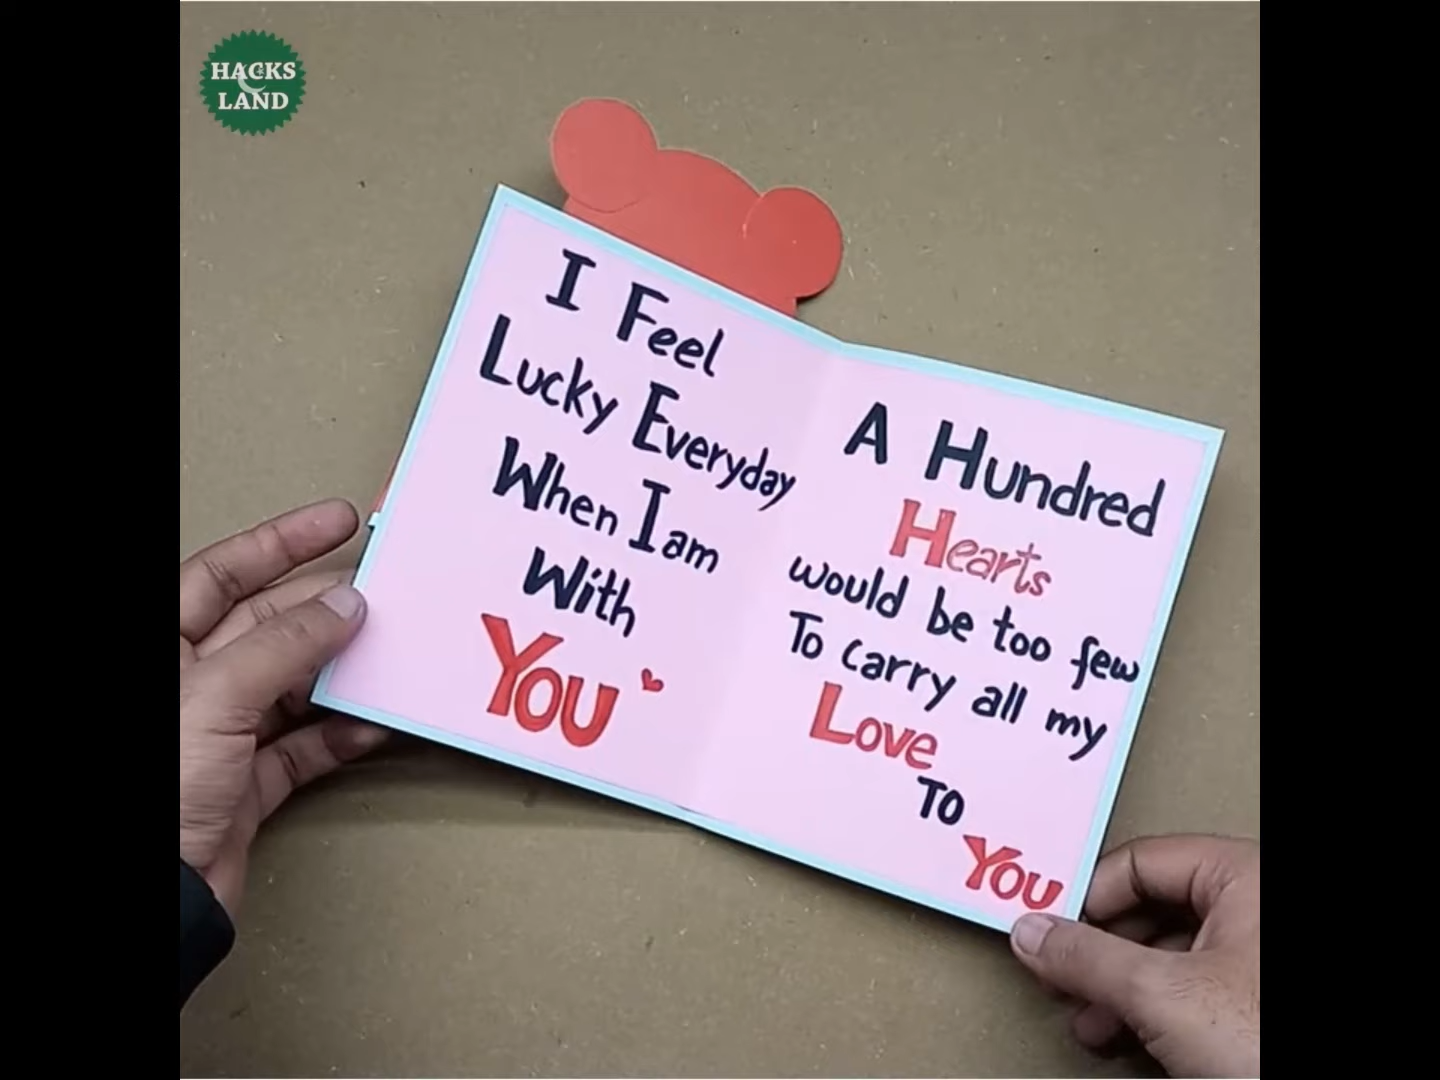 HACKS
LAND
I Feel
Lucky Everyday
When I am
With
You
A Hundred
Hearts
would be too few
To carry all my
Love
To
You